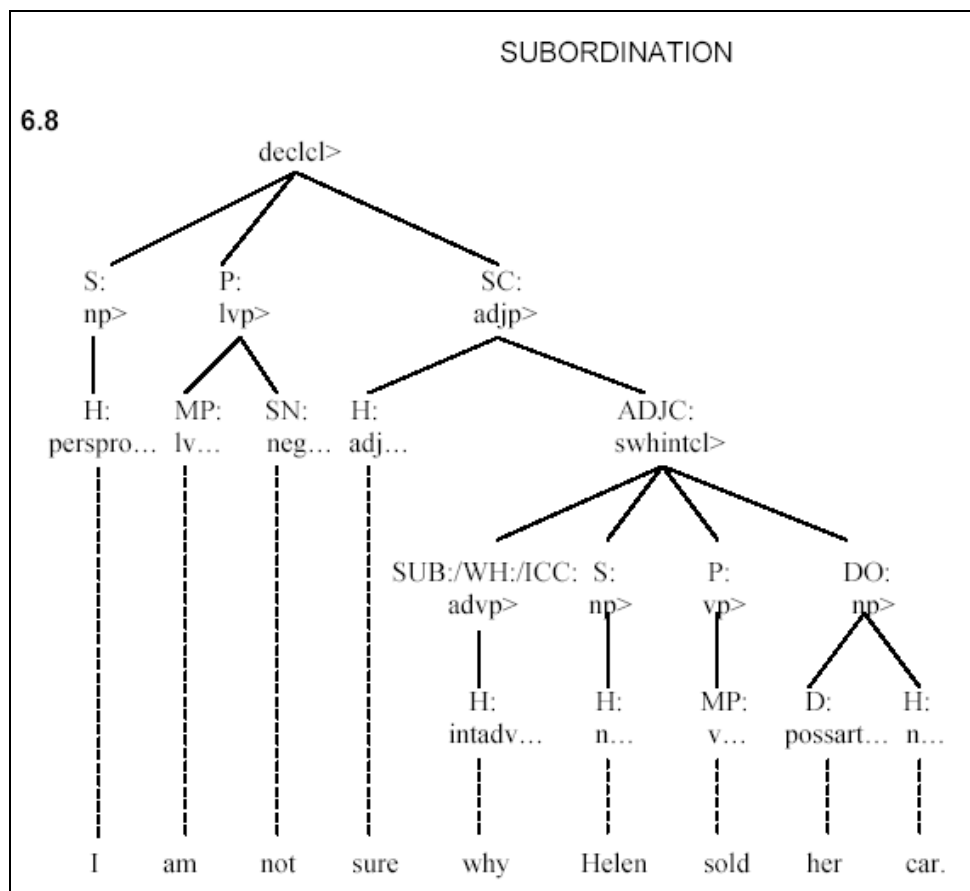 SUBORDINATION
6.8
declcl>
S: P: SC:
np> lvp> adjp>
H: MP: SN: H: ADJC:
perspro... lv... neg... adj... swhintcl>
SUB:/WH:/ICC: S: P: DO:
advp> np> vp> np>
H: H: MP: D: H:
intadv... n... v... possart... n...
I am not sure why Helen sold her car.